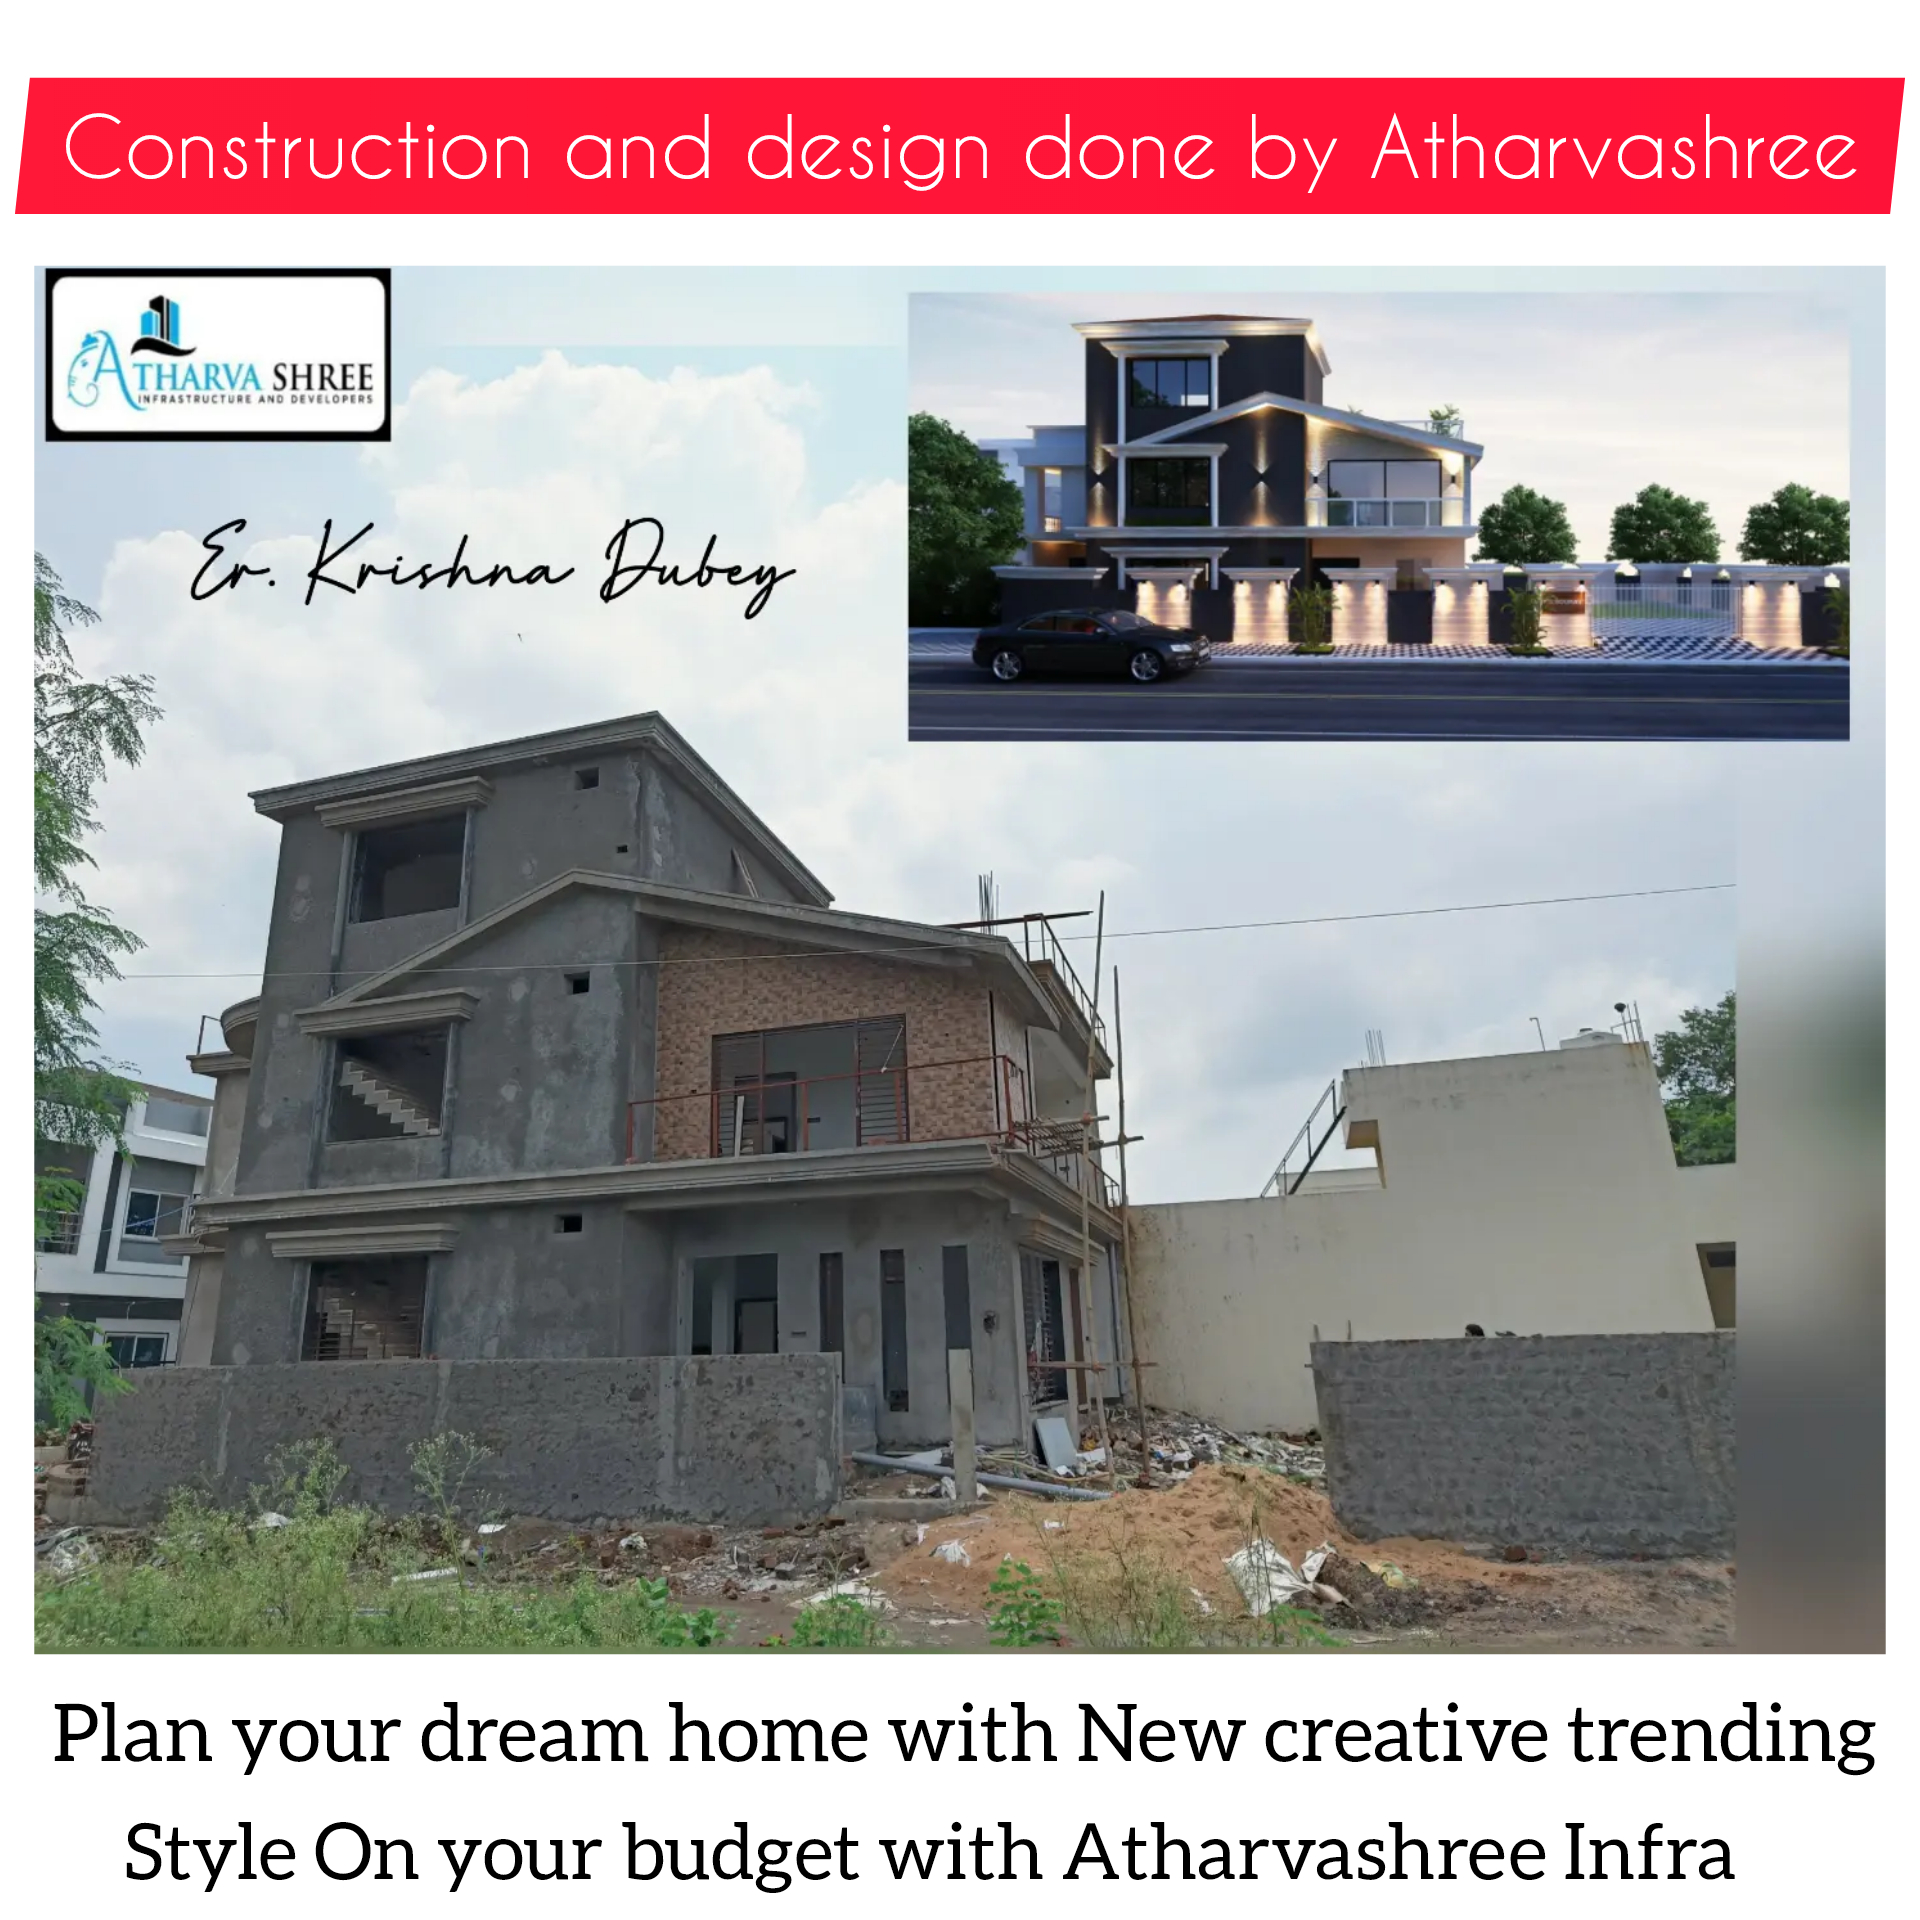 Construction and design done by Atharvashree
ATHARVA SHREE
INFRASTRUCTURE AND DEVELOPERS
Er. Krishna Dubey
Plan your dream home with New creative trending
Style On your budget with Atharvashree Infra